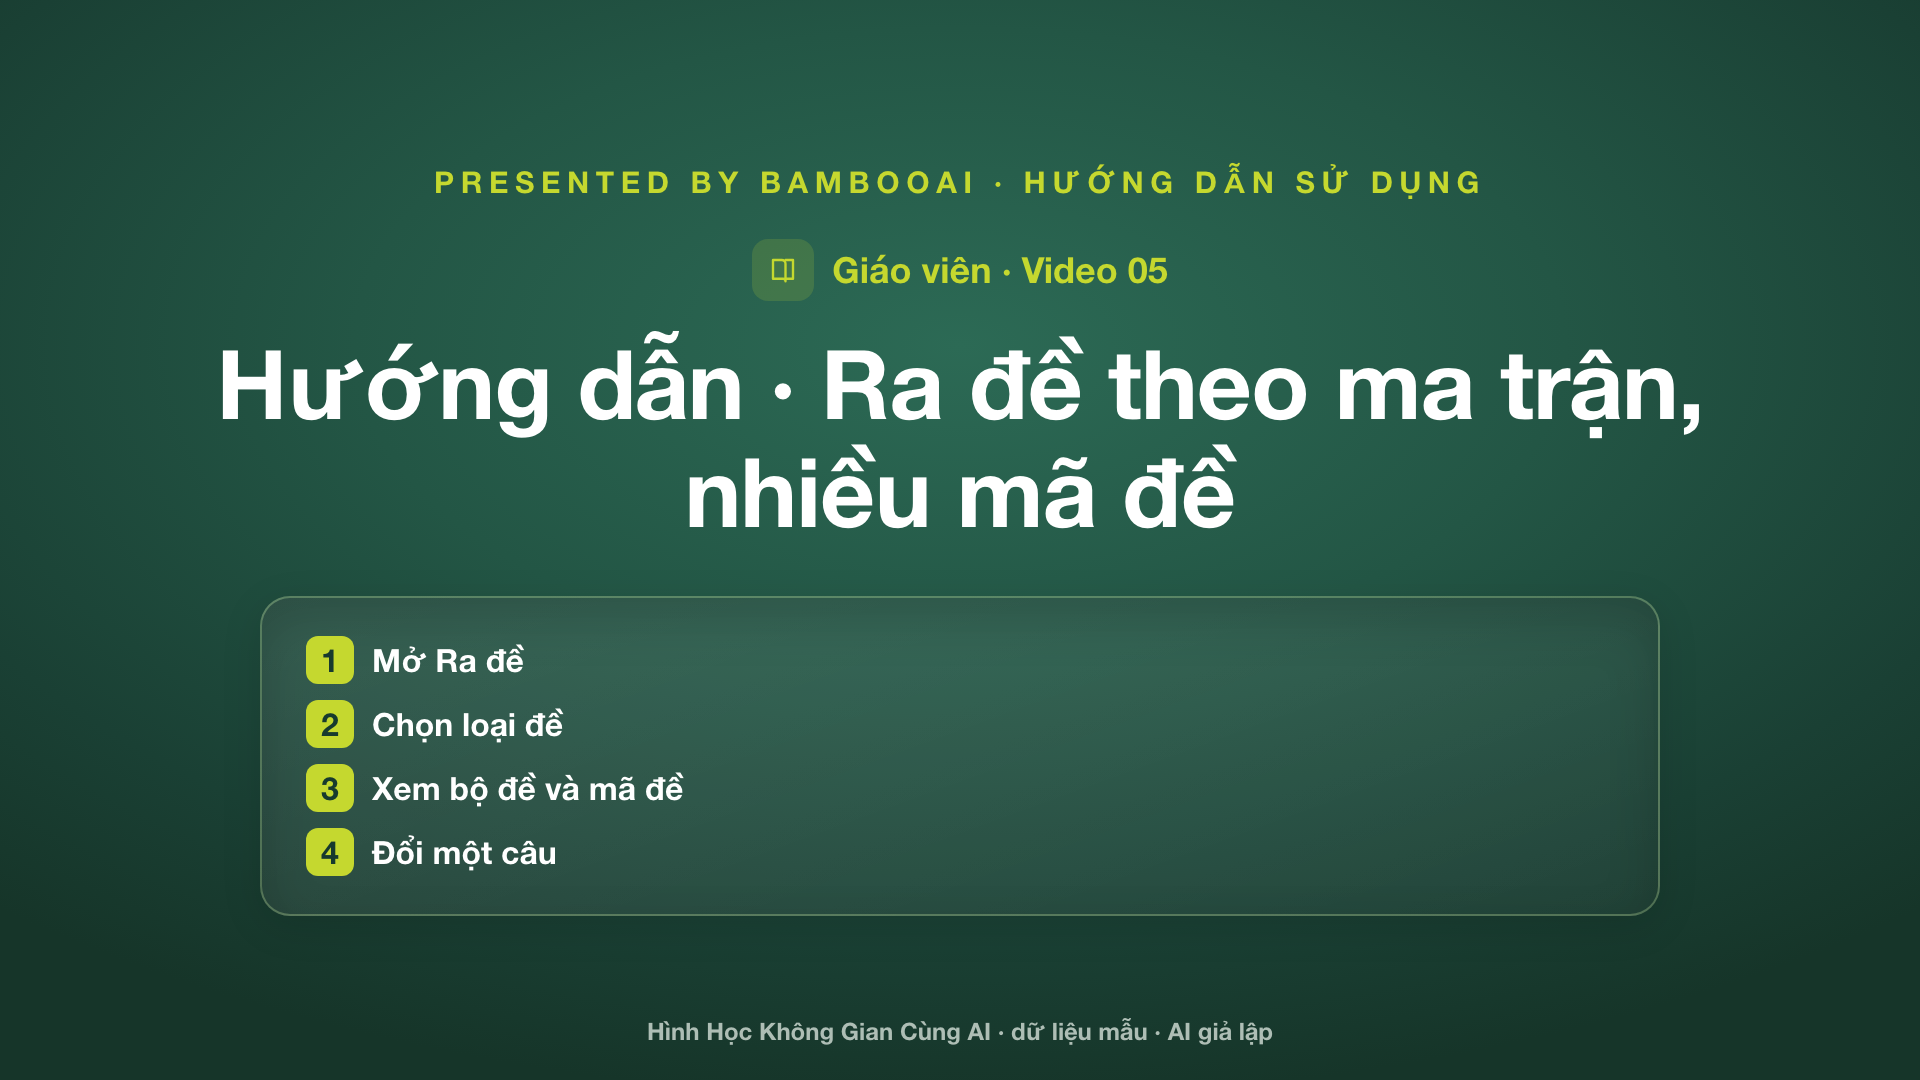 PRESENTED BY BAMBOOAI · HƯỚNG DẪN SỬ DỤNG
Giáo viên · Video 05
Hướng dẫn · Ra đề theo ma trận,
nhiều mã đề
1 Mở Ra đề
2 Chọn loại đề
3 Xem bộ đề và mã đề
4 Đổi một câu
Hình Học Không Gian Cùng AI · dữ liệu mẫu · AI giả lập